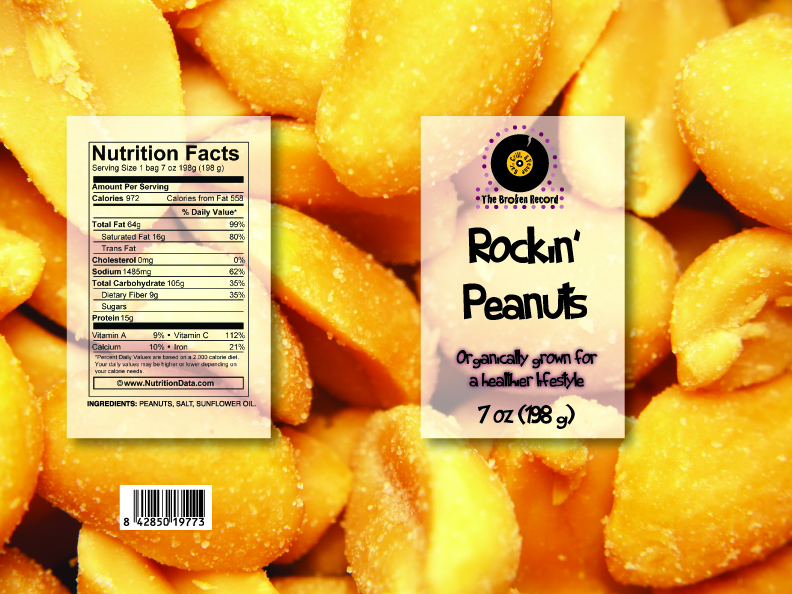 Nutrition Facts
Serving Size 1 bag 7 oz 198g (198 g)
Amount Per Serving
Calories 972 Calories from Fat 558
% Daily Value*
Total Fat 64g 99%
Saturated Fat 16g 80%
Trans Fat
Cholesterol 0mg 0%
Sodium 1485mg 62%
Total Carbohydrate 105g 35%
Dietary Fiber 9g 35%
Sugars
Protein 15g
Vitamin A 9% • Vitamin C 112%
Calcium 10% • Iron 21%
*Percent Daily Values are based on a 2,000 calorie diet.
Your daily values may be higher or lower depending on
your calorie needs.
©www.NutritionData.com
INGREDIENTS: PEANUTS, SALT, SUNFLOWER OIL.
8 42850 19773
The Broken Record
Rockin'
Peanuts
Organically grown for
a healthier lifestyle
7 oz (198 g)